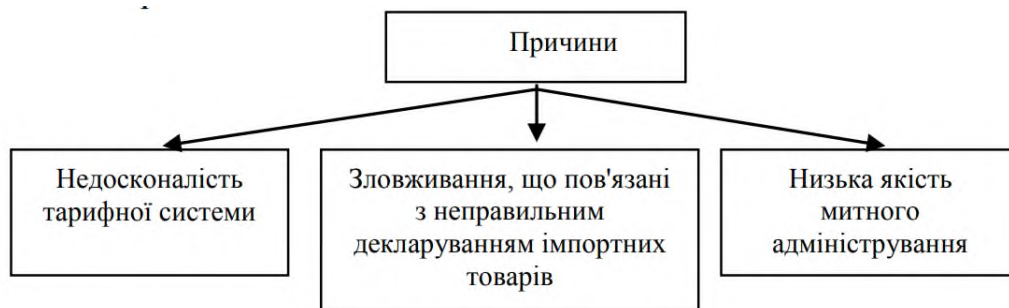 Причини
Недосконалість
тарифної системи
Зловживання, що пов'язані
з неправильним
декларуванням імпортних
товарів
Низька якість
митного
адміністрування